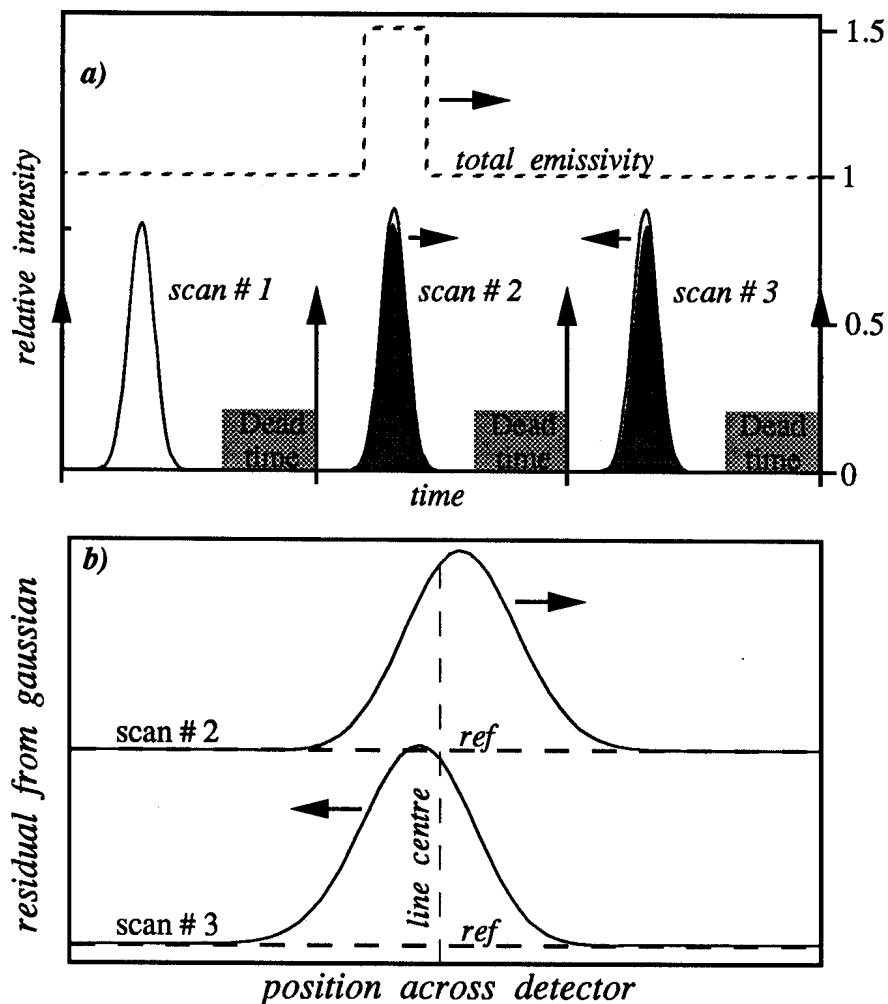 a)
1.5
total emissivity
1
relative intensity
scan # 1
scan # 2
scan # 3
0.5
Dead time
Dead time
Dead time
0
time
b)
residual from gaussian
scan # 2
ref
line centre
scan # 3
ref
position across detector